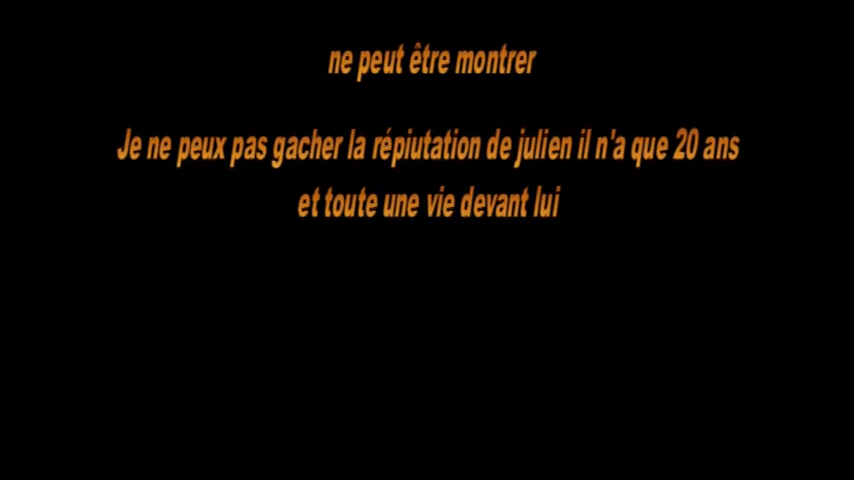 ne peut être montrer
Je ne peux pas gacher la répiutation de julien il n'a que 20 ans
et toute une vie devant lui